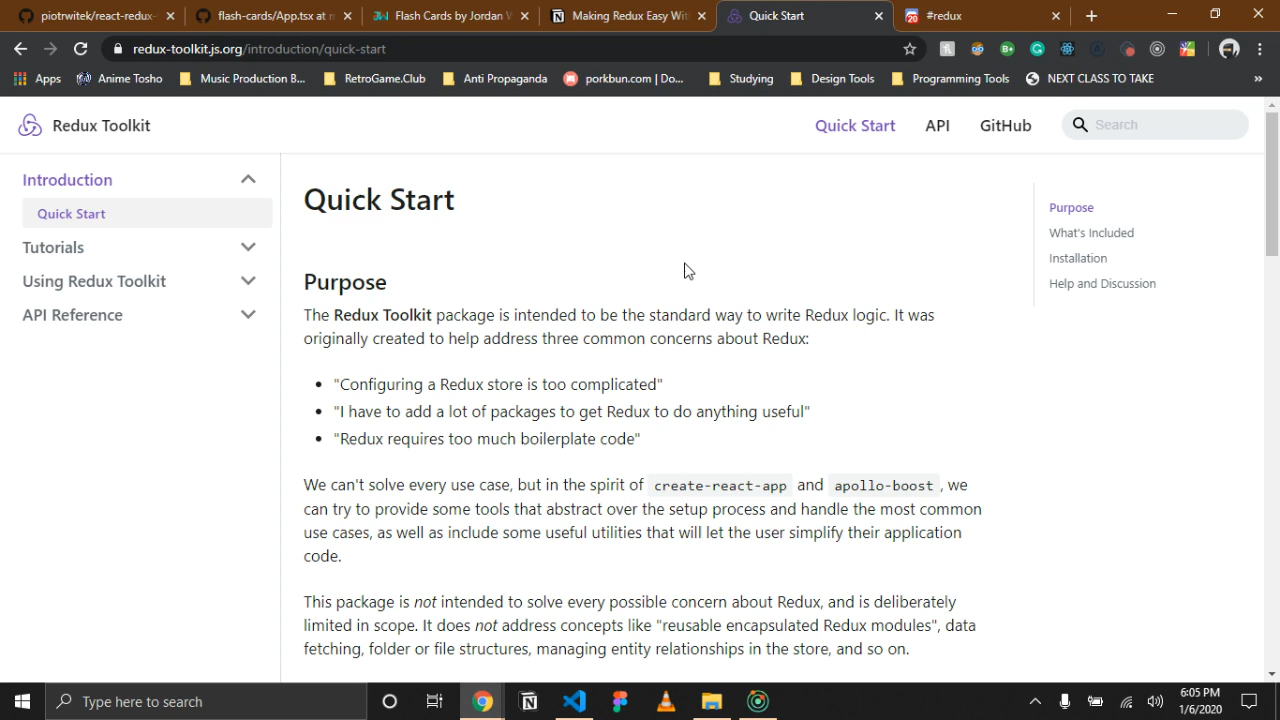 piotrwitek/react-redux-
flash-cards/App.tsx at m
Flash Cards by Jordan W
Making Redux Easy Wit
Quick Start
#redux
redux-toolkit.js.org/introduction/quick-start
Apps
Anime Tosho
Music Production B...
RetroGame.Club
Anti Propaganda
porkbun.com | Do...
Studying
Design Tools
Programming Tools
NEXT CLASS TO TAKE
»
Redux Toolkit
Quick Start
API
GitHub
Search
Introduction
Quick Start
Tutorials
Using Redux Toolkit
API Reference
Quick Start
Purpose
The Redux Toolkit package is intended to be the standard way to write Redux logic. It was
originally created to help address three common concerns about Redux:
• "Configuring a Redux store is too complicated"
• "I have to add a lot of packages to get Redux to do anything useful"
• "Redux requires too much boilerplate code"
We can't solve every use case, but in the spirit of create-react-app and apollo-boost, we
can try to provide some tools that abstract over the setup process and handle the most common
use cases, as well as include some useful utilities that will let the user simplify their application
code.
This package is not intended to solve every possible concern about Redux, and is deliberately
limited in scope. It does not address concepts like "reusable encapsulated Redux modules", data
fetching, folder or file structures, managing entity relationships in the store, and so on.
Purpose
What's Included
Installation
Help and Discussion
Type here to search
6:05 PM
1/6/2020